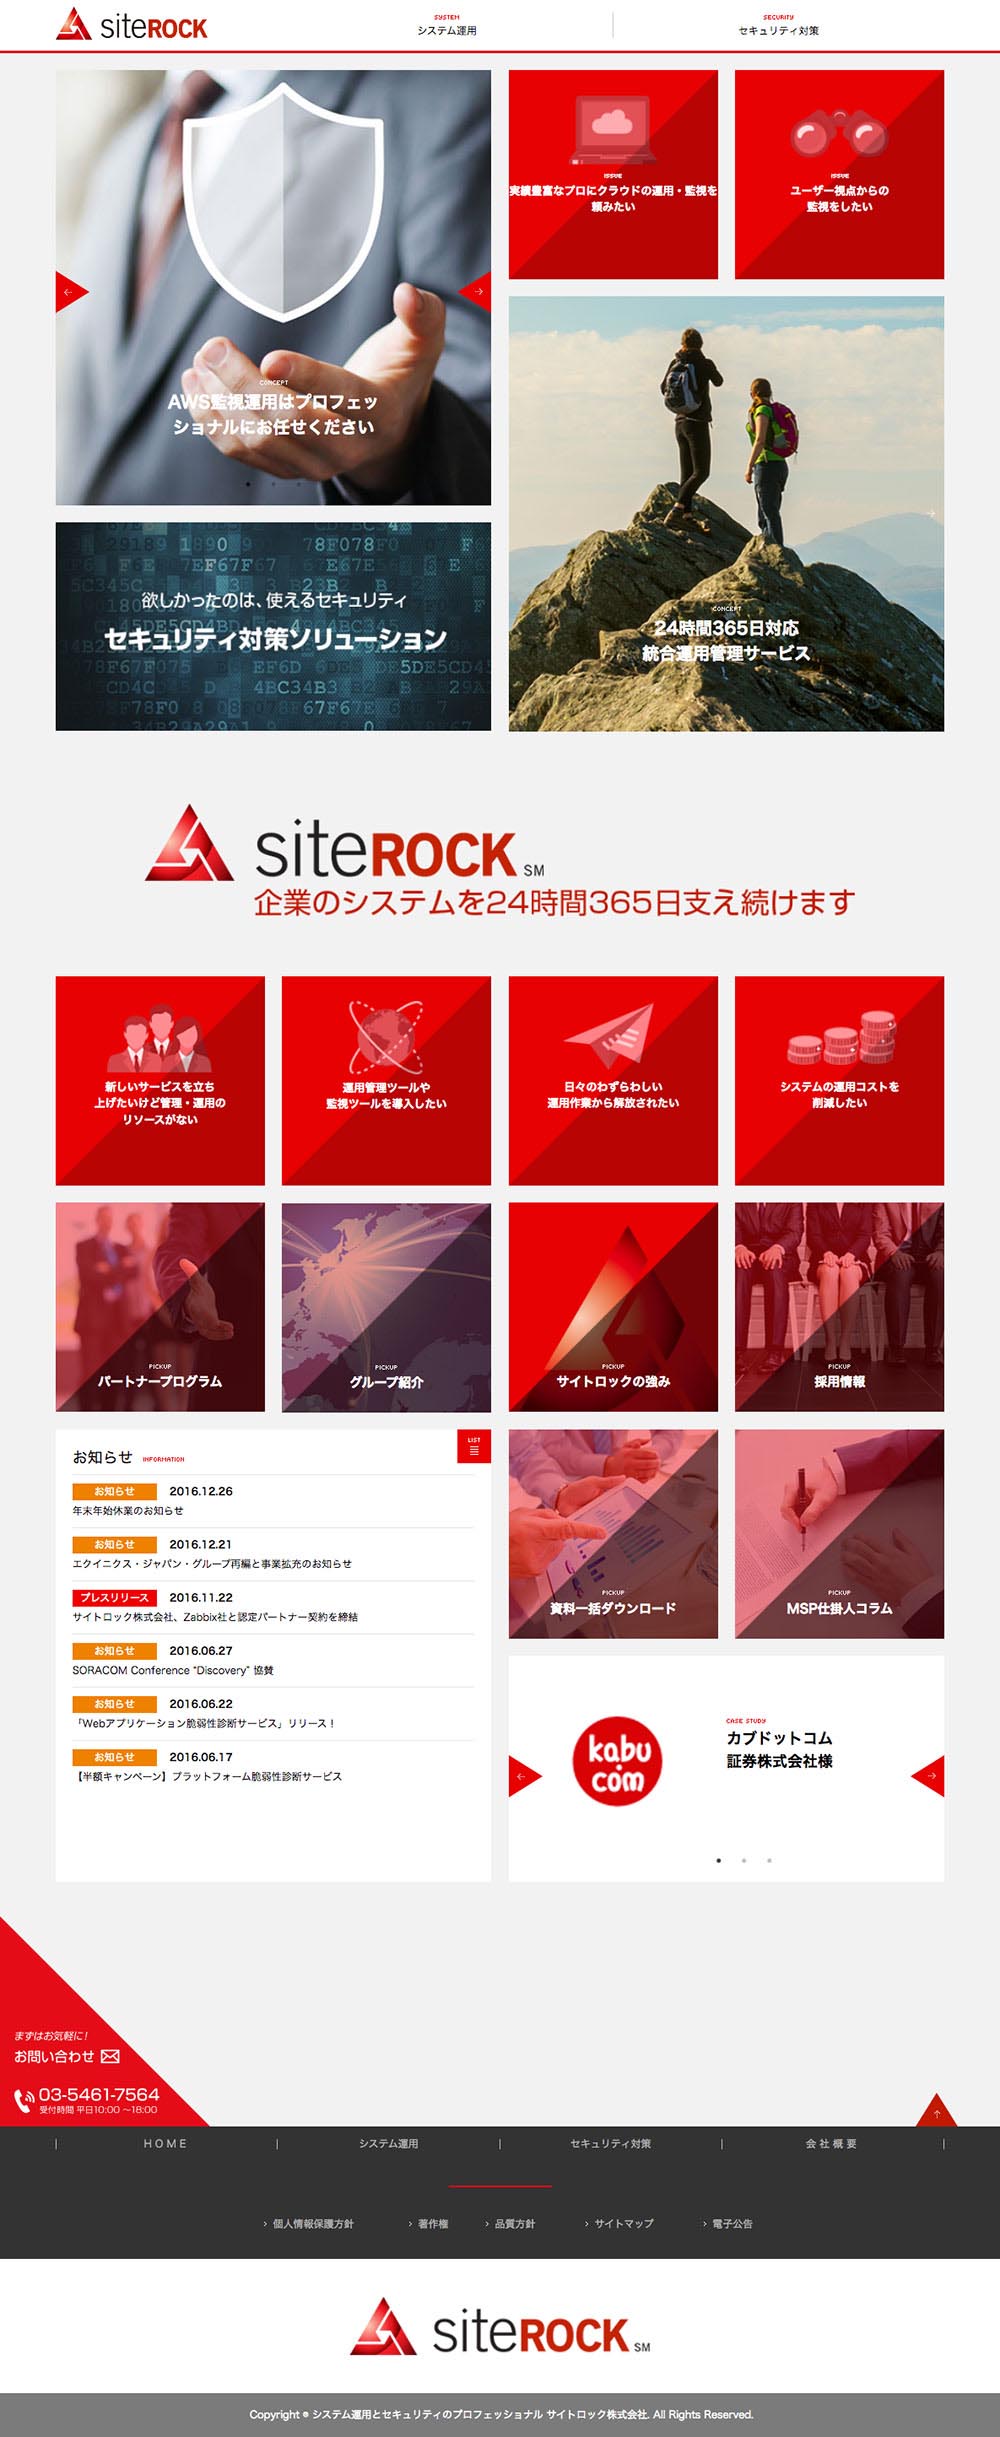 siteROCK
SYSTEM
システム運用
SECURITY
セキュリティ対策
CONCEPT
AWS監視運用はプロフェッ
ショナルにお任せください
ISSUE
実績豊富なプロにクラウドの運用・監視を
頼みたい
ISSUE
ユーザー視点からの
監視をしたい
欲しかったのは、使えるセキュリティ
セキュリティ対策ソリューション
CONCEPT
24時間365日対応
統合運用管理サービス
siteROCK SM
企業のシステムを24時間365日支え続けます
新しいサービスを立ち
上げたいけど管理・運用の
リソースがない
運用管理ツールや
監視ツールを導入したい
日々のわずらわしい
運用作業から解放されたい
システムの運用コストを
削減したい
PICKUP
パートナープログラム
PICKUP
グループ紹介
PICKUP
サイトロックの強み
PICKUP
採用情報
お知らせ INFORMATION
LIST
お知らせ 2016.12.26
年末年始休業のお知らせ
お知らせ 2016.12.21
エクイニクス・ジャパン・グループ再編と事業拡充のお知らせ
プレスリリース 2016.11.22
サイトロック株式会社、Zabbix社と認定パートナー契約を締結
お知らせ 2016.06.27
SORACOM Conference "Discovery" 協賛
お知らせ 2016.06.22
「Webアプリケーション脆弱性診断サービス」リリース！
お知らせ 2016.06.17
【半額キャンペーン】プラットフォーム脆弱性診断サービス
PICKUP
資料一括ダウンロード
PICKUP
MSP仕掛人コラム
kabu.
com
CASE STUDY
カブドットコム
証券株式会社様
まずはお気軽に!
お問い合わせ
03-5461-7564
受付時間 平日10:00 〜18:00
HOME
システム運用
セキュリティ対策
会社概要
個人情報保護方針
著作権
品質方針
サイトマップ
電子公告
siteROCK SM
Copyright © システム運用とセキュリティのプロフェッショナル サイトロック株式会社. All Rights Reserved.